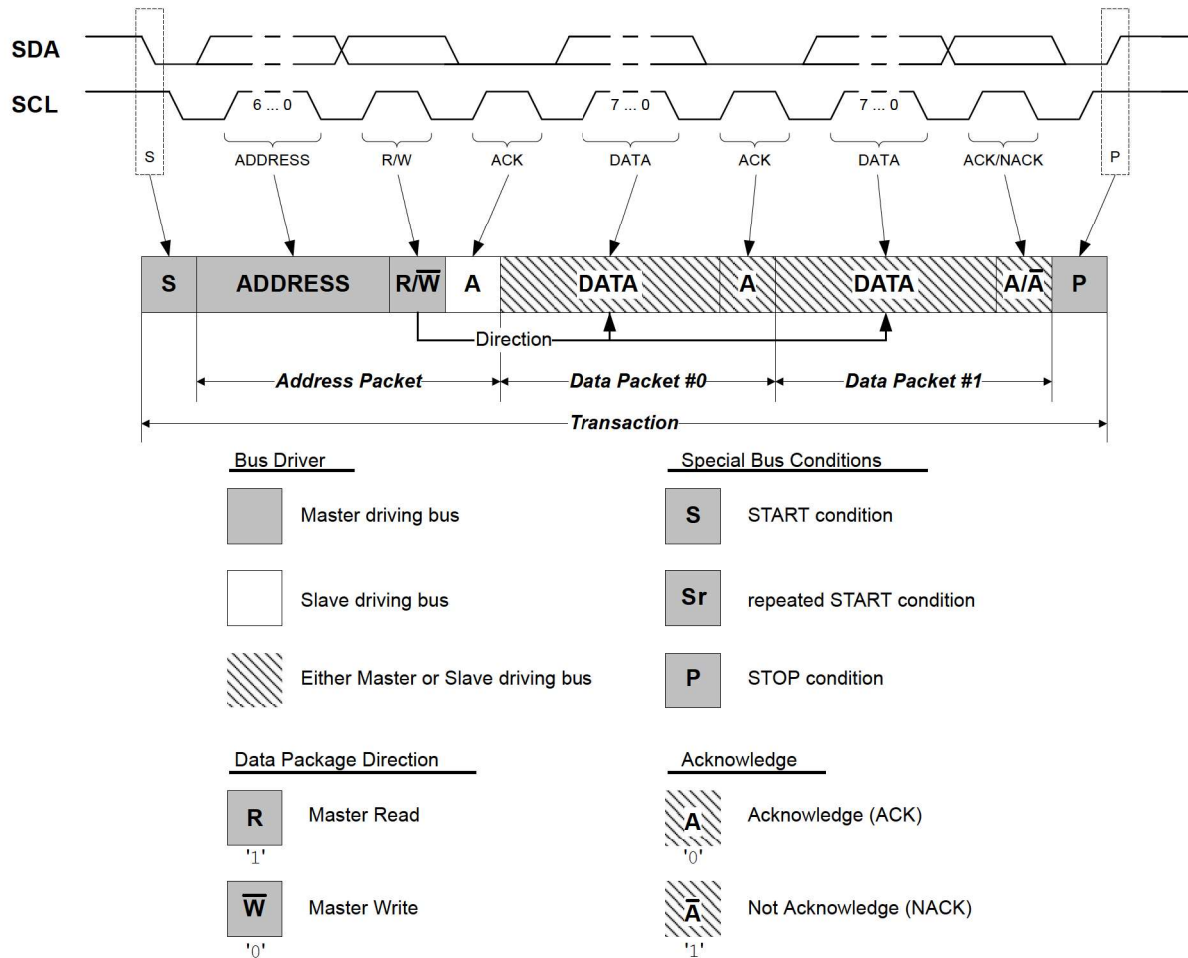 SDA
SCL
6 ... 0 7 ... 0 7 ... 0
S ADDRESS R/W ACK DATA ACK DATA ACK/NACK P
S ADDRESS R/W̅ A DATA A DATA A/A̅ P
Direction
Address Packet Data Packet #0 Data Packet #1
Transaction
Bus Driver
Master driving bus
Slave driving bus
Either Master or Slave driving bus
Special Bus Conditions
S START condition
Sr repeated START condition
P STOP condition
Data Package Direction
R Master Read
'1'
W̅ Master Write
'0'
Acknowledge
A Acknowledge (ACK)
'0'
A̅ Not Acknowledge (NACK)
'1'